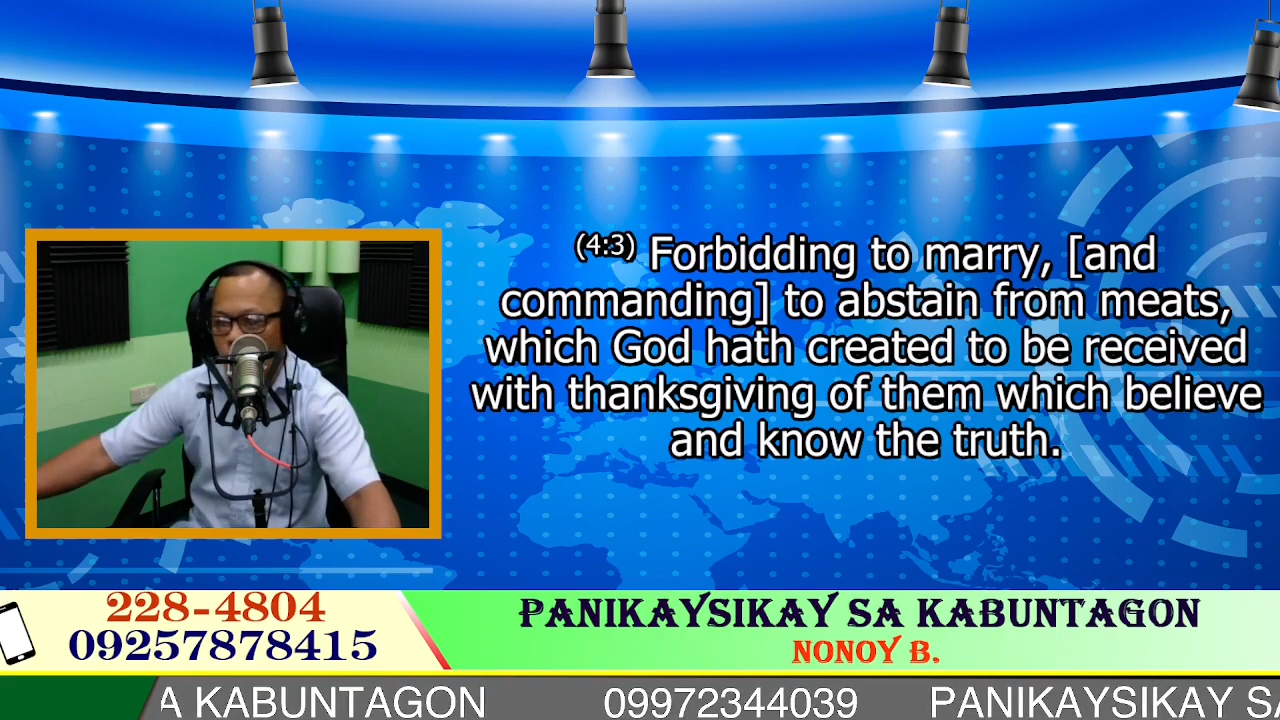 (4:3) Forbidding to marry, [and
commanding] to abstain from meats,
which God hath created to be received
with thanksgiving of them which believe
and know the truth.
228-4804
09257878415
PANIKAYSIKAY SA KABUNTAGON
NONOY B.
A KABUNTAGON 09972344039 PANIKAYSIKAY SA